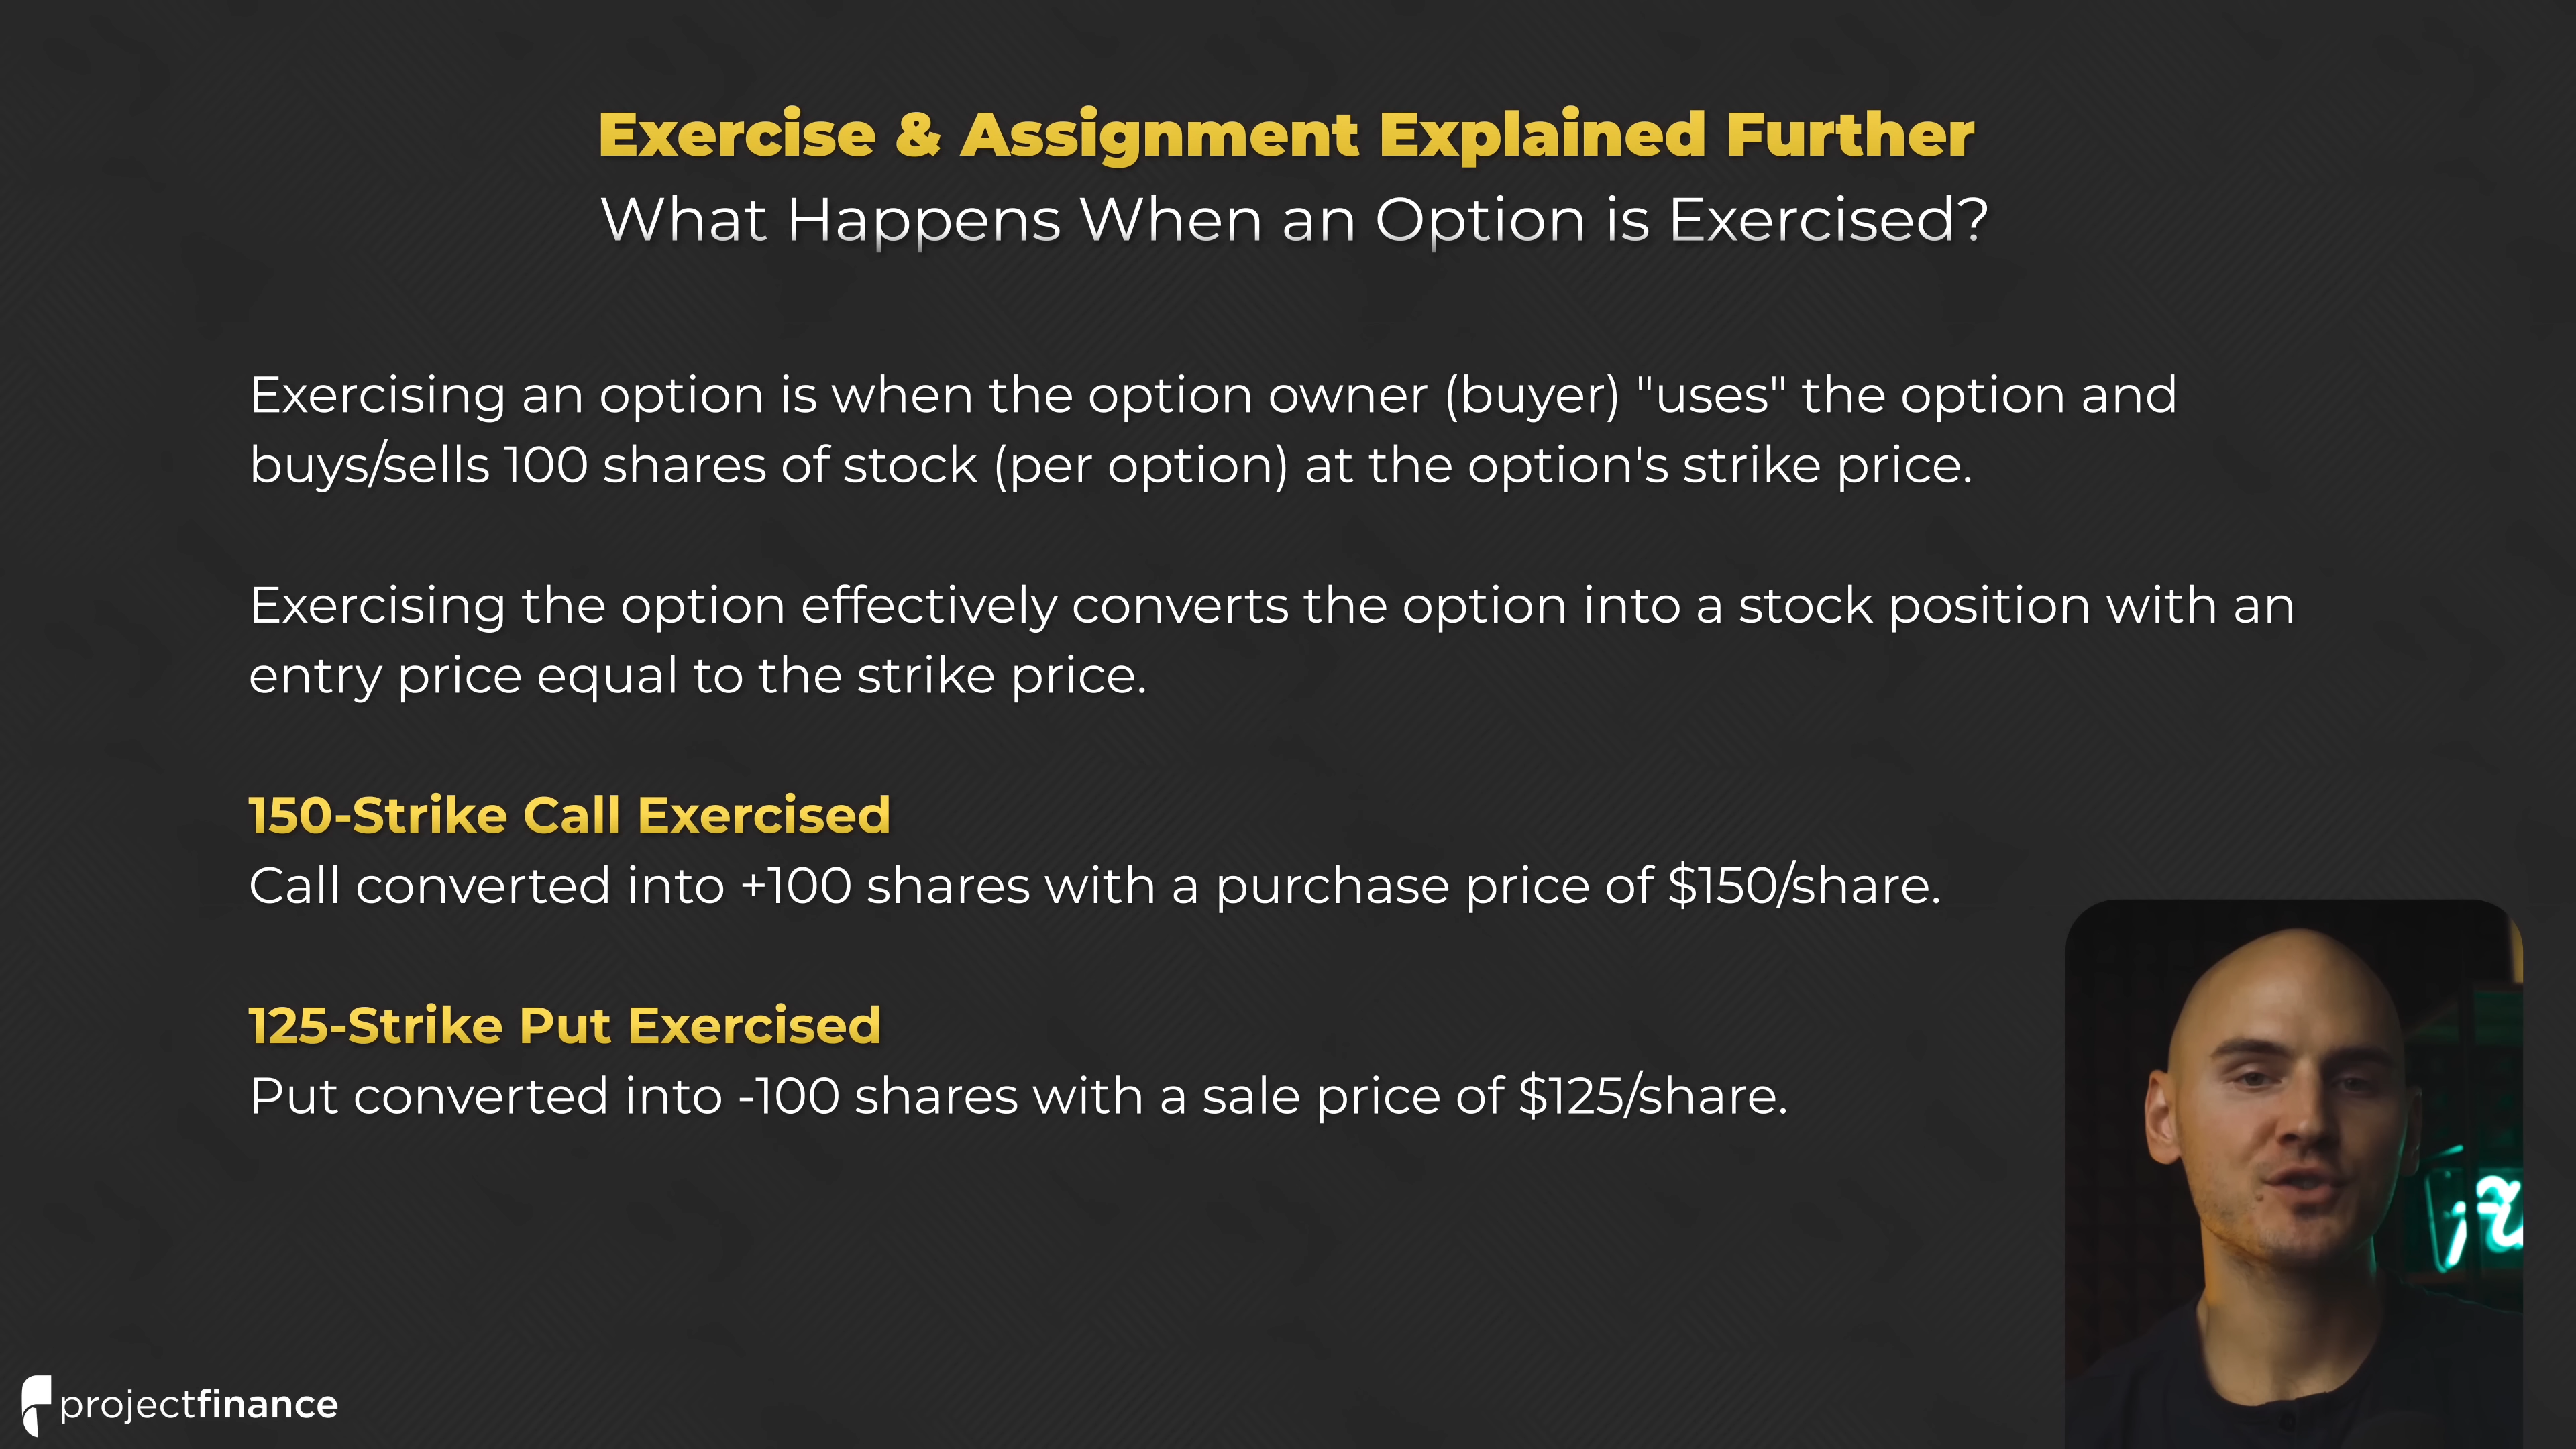 Exercise & Assignment Explained Further
What Happens When an Option is Exercised?
Exercising an option is when the option owner (buyer) "uses" the option and
buys/sells 100 shares of stock (per option) at the option's strike price.
Exercising the option effectively converts the option into a stock position with an
entry price equal to the strike price.
150-Strike Call Exercised
Call converted into +100 shares with a purchase price of $150/share.
125-Strike Put Exercised
Put converted into -100 shares with a sale price of $125/share.
projectfinance